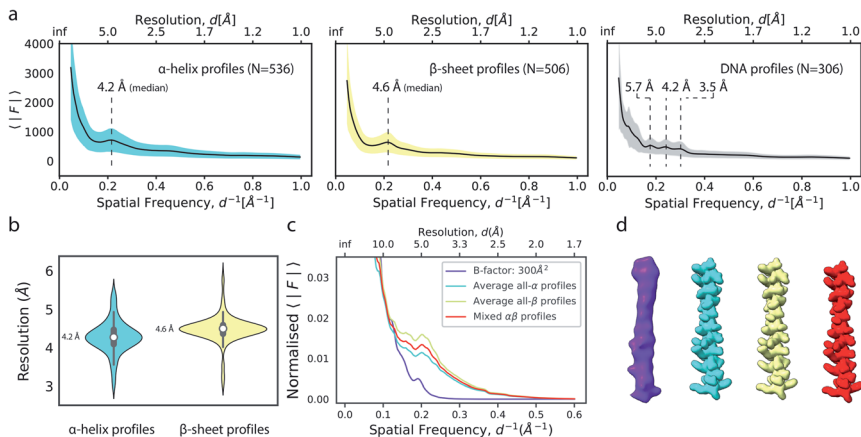 a
Resolution, d[Å]
inf 5.0 2.5 1.7 1.2 1.0
4000
3000
2000
1000
0
⟨ | F | ⟩
α-helix profiles (N=536)
4.2 Å (median)
0.0 0.2 0.4 0.6 0.8 1.0
Spatial Frequency, d⁻¹[Å⁻¹]
Resolution, d[Å]
inf 5.0 2.5 1.7 1.2 1.0
β-sheet profiles (N=506)
4.6 Å (median)
0.0 0.2 0.4 0.6 0.8 1.0
Spatial Frequency, d⁻¹[Å⁻¹]
Resolution, d[Å]
inf 5.0 2.5 1.7 1.2 1.0
DNA profiles (N=306)
5.7 Å 4.2 Å 3.5 Å
0.0 0.2 0.4 0.6 0.8 1.0
Spatial Frequency, d⁻¹[Å⁻¹]
b
Resolution (Å)
6
5
4
3
4.2 Å
4.6 Å
α-helix profiles β-sheet profiles
c
Resolution, d(Å)
inf 10.0 5.0 3.3 2.5 2.0 1.7
Normalised ⟨ | F | ⟩
0.03
0.02
0.01
0.00
B-factor: 300Å²
Average all-α profiles
Average all-β profiles
Mixed αβ profiles
0.0 0.1 0.2 0.3 0.4 0.5 0.6
Spatial Frequency, d⁻¹(Å⁻¹)
d